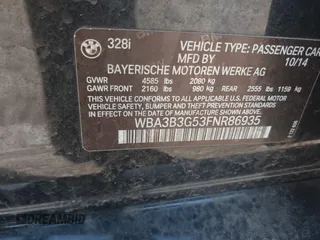 BMW
328i
VEHICLE TYPE: PASSENGER CAR
MFD BY
10/14
BAYERISCHE MOTOREN WERKE AG
GVWR 4585 lbs 2080 kg
GAWR FRONT 2160 lbs 980 kg REAR 2555 lbs 1159 kg
THIS VEHICLE CONFORMS TO ALL APPLICABLE
FEDERAL MOTOR VEHICLE SAFETY, BUMPER,
AND THEFT PREVENTION STANDARDS IN
EFFECT ON THE DATE OF MANUFACTURE
SHOWN ABOVE.
WBA3B3G53FNR86935
© DREAMBID